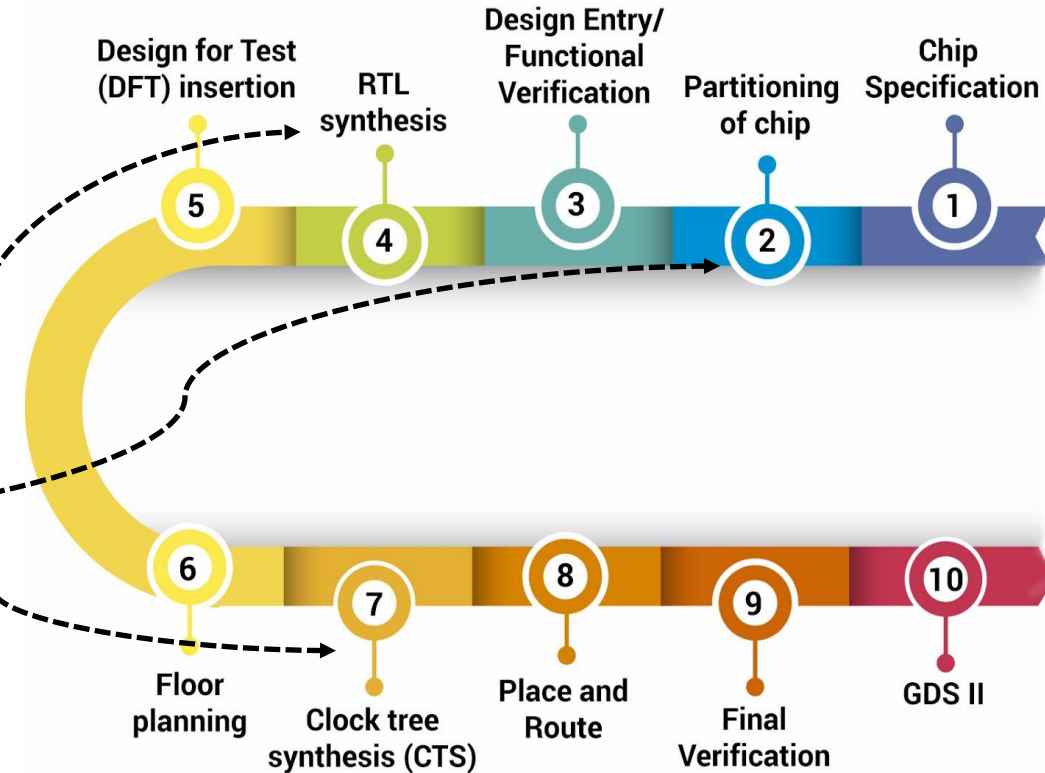 Chip
Specification
1
Partitioning
of chip
2
Design Entry/
Functional
Verification
3
RTL
synthesis
4
Design for Test
(DFT) insertion
5
6
Floor
planning
7
Clock tree
synthesis (CTS)
8
Place and
Route
9
Final
Verification
10
GDS II